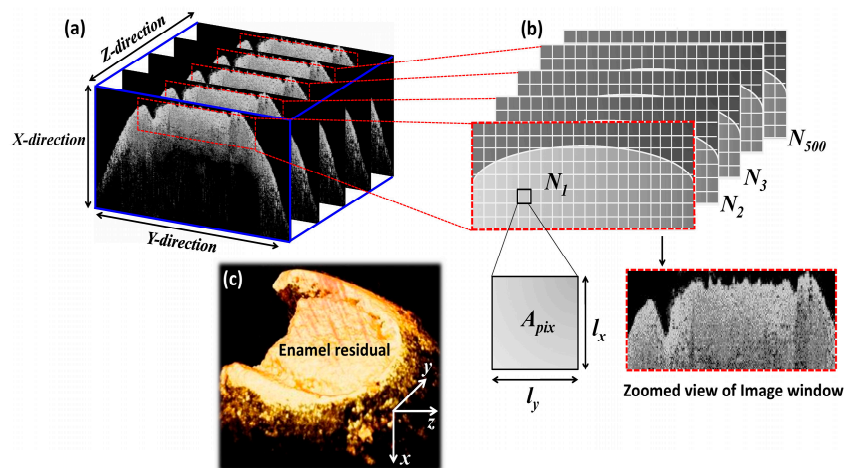 (a)
Z-direction
X-direction
Y-direction
(b)
N500
N3
N2
N1
Apix
lx
ly
Zoomed view of Image window
(c)
Enamel residual
y
z
x